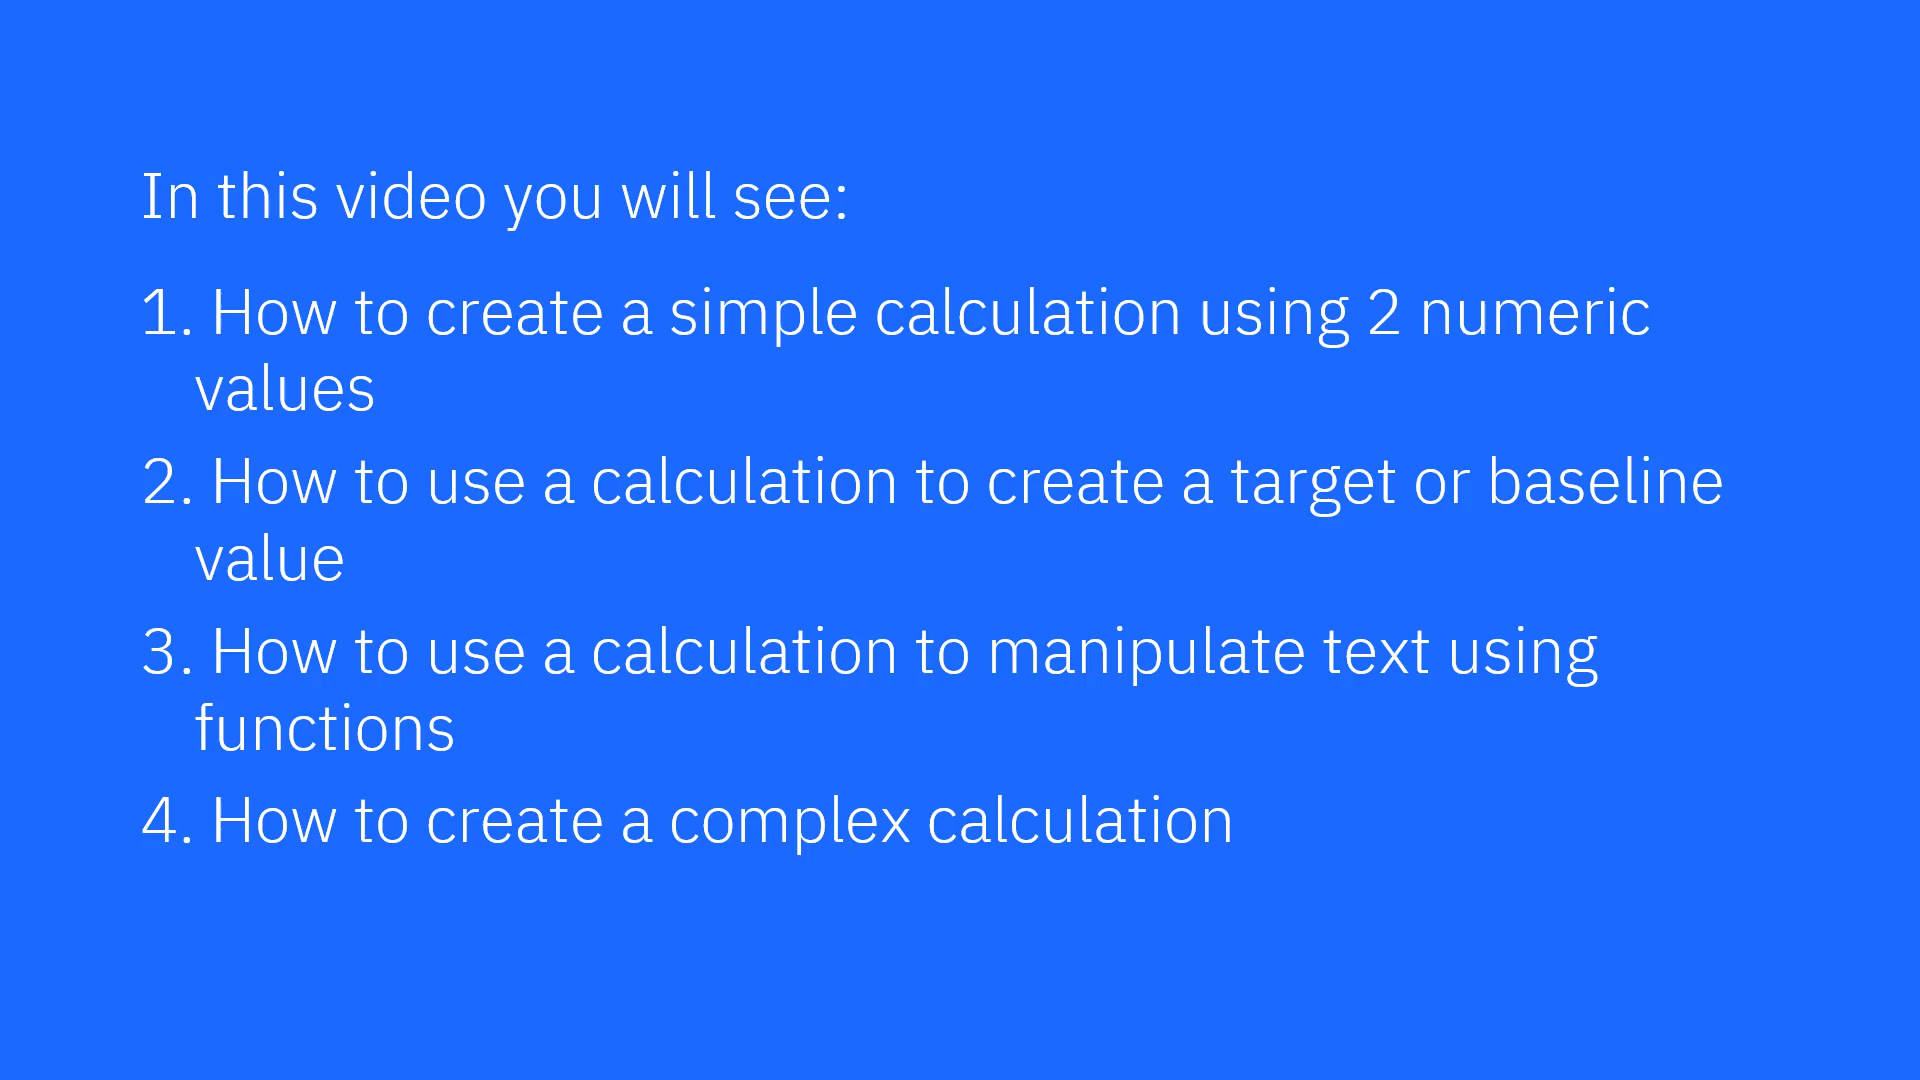 In this video you will see:
1. How to create a simple calculation using 2 numeric
values
2. How to use a calculation to create a target or baseline
value
3. How to use a calculation to manipulate text using
functions
4. How to create a complex calculation